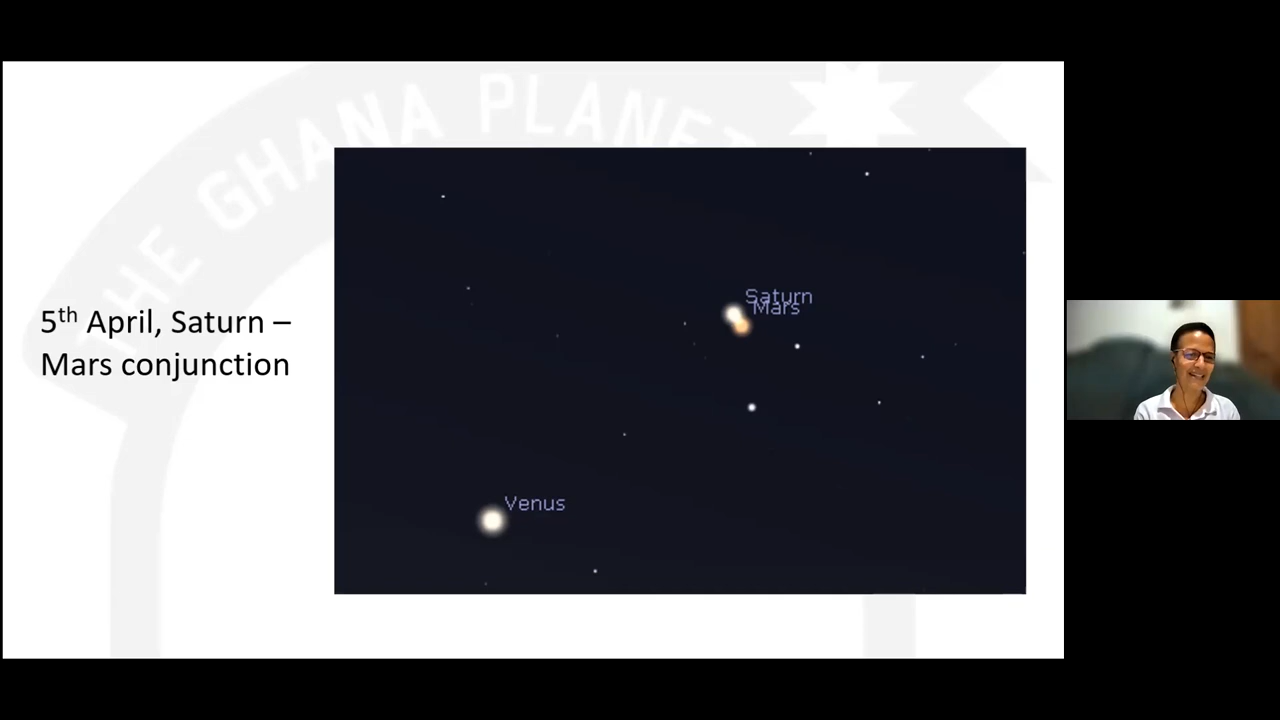 THE GHANA PLANET
5th April, Saturn –
Mars conjunction
Saturn
Mars
Venus